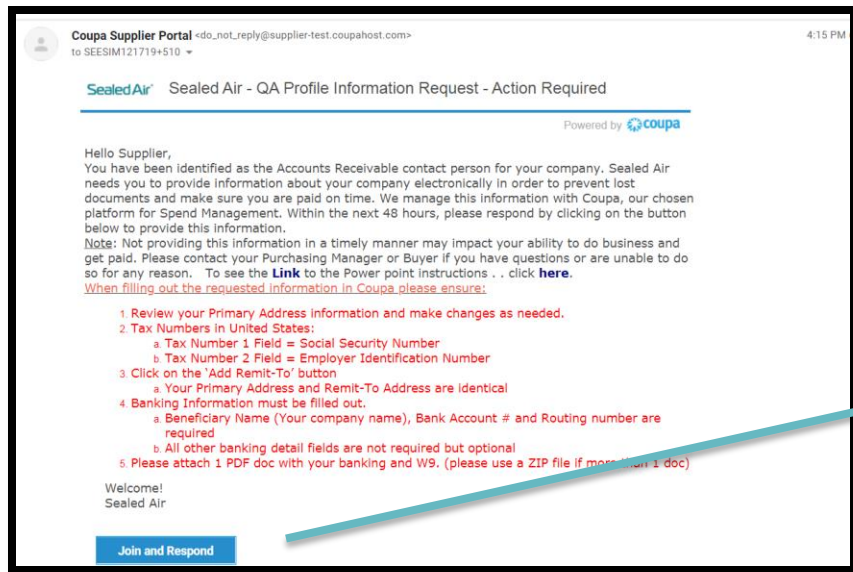 Coupa Supplier Portal <do_not_reply@supplier-test.coupahost.com>
4:15 PM
to SEESIM121719+510
Sealed Air Sealed Air - QA Profile Information Request - Action Required
Powered by coupa
Hello Supplier,
You have been identified as the Accounts Receivable contact person for your company. Sealed Air
needs you to provide information about your company electronically in order to prevent lost
documents and make sure you are paid on time. We manage this information with Coupa, our chosen
platform for Spend Management. Within the next 48 hours, please respond by clicking on the button
below to provide this information.
Note: Not providing this information in a timely manner may impact your ability to do business and
get paid. Please contact your Purchasing Manager or Buyer if you have questions or are unable to do
so for any reason. To see the Link to the Power point instructions . . click here.
When filling out the requested information in Coupa please ensure:
1. Review your Primary Address information and make changes as needed.
2. Tax Numbers in United States:
a. Tax Number 1 Field = Social Security Number
b. Tax Number 2 Field = Employer Identification Number
3. Click on the 'Add Remit-To' button
a. Your Primary Address and Remit-To Address are identical
4. Banking Information must be filled out.
a. Beneficiary Name (Your company name), Bank Account # and Routing number are
required
b. All other banking detail fields are not required but optional
5. Please attach 1 PDF doc with your banking and W9. (please use a ZIP file if more than 1 doc)
Welcome!
Sealed Air
Join and Respond